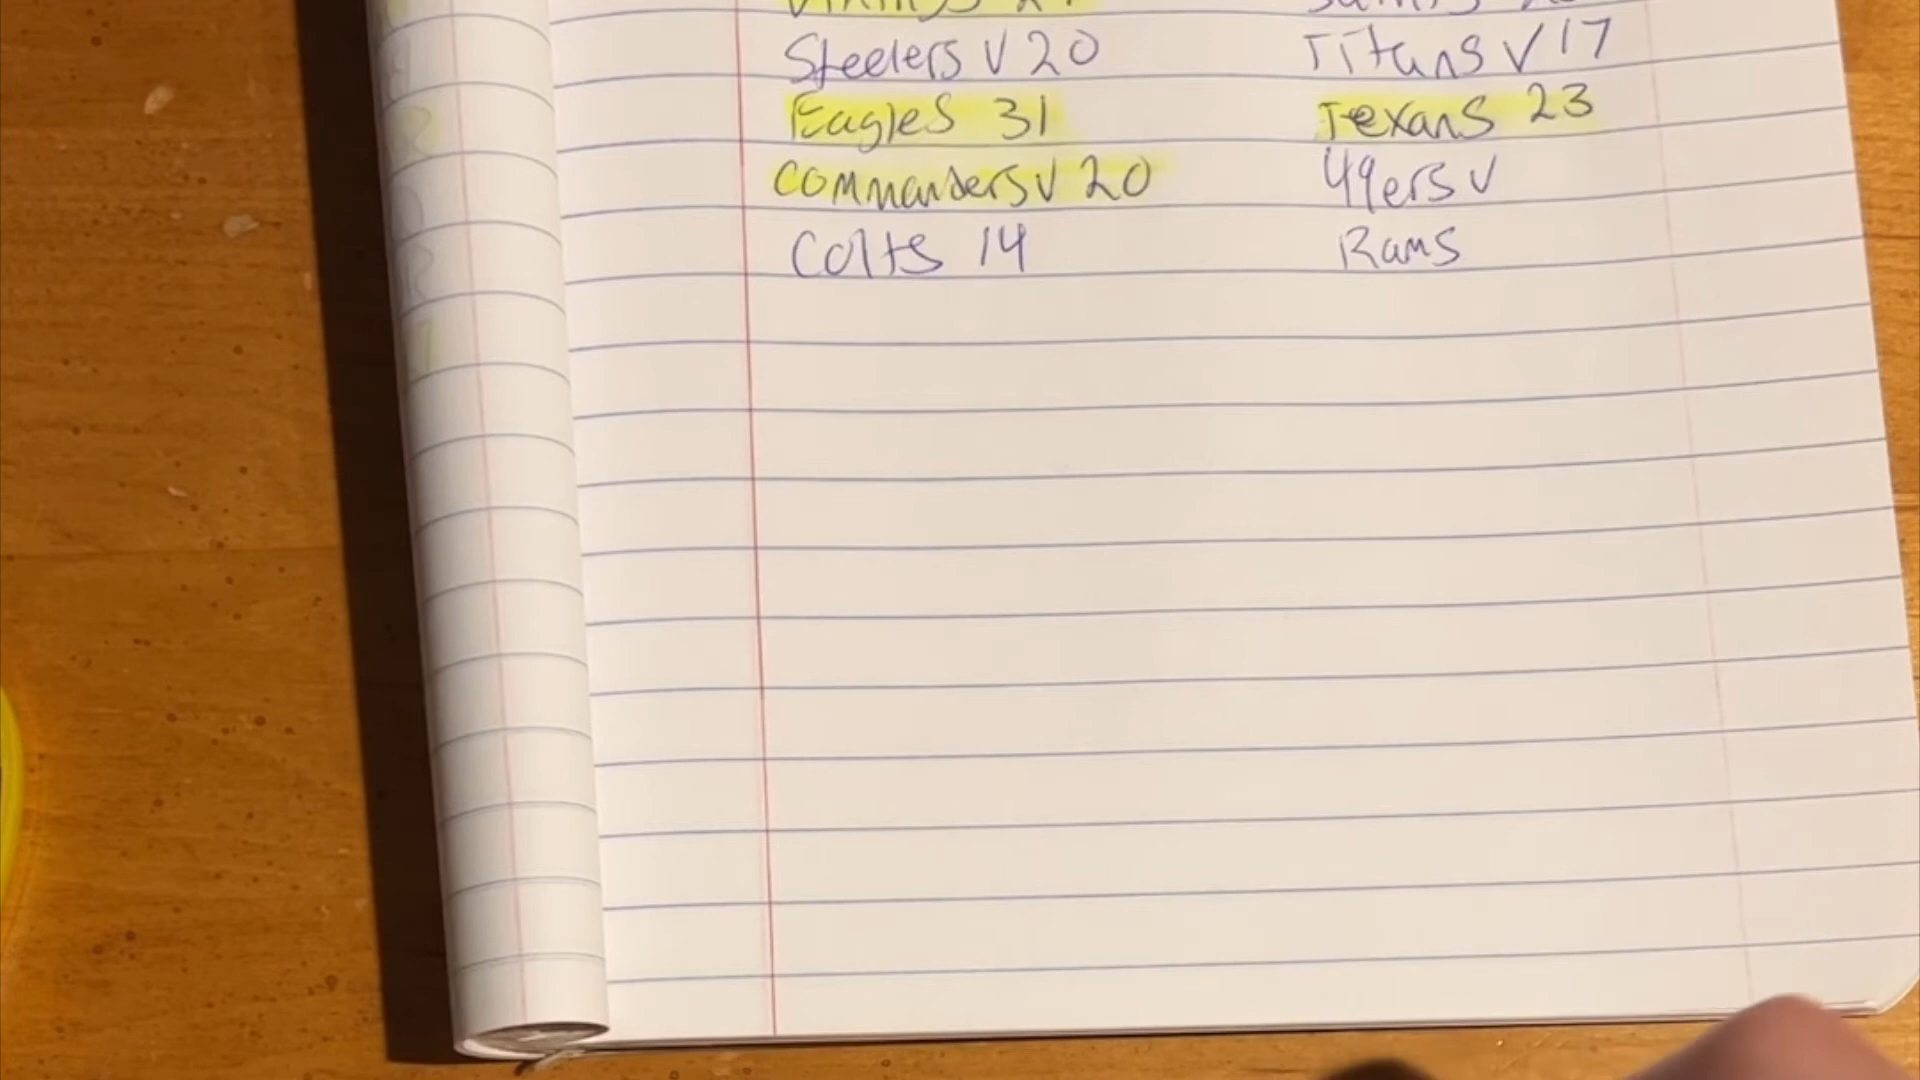 Steelers V 20
Eagles 31
Commanders V 20
Colts 14
Titans V 17
Texans 23
49ers V
Rams